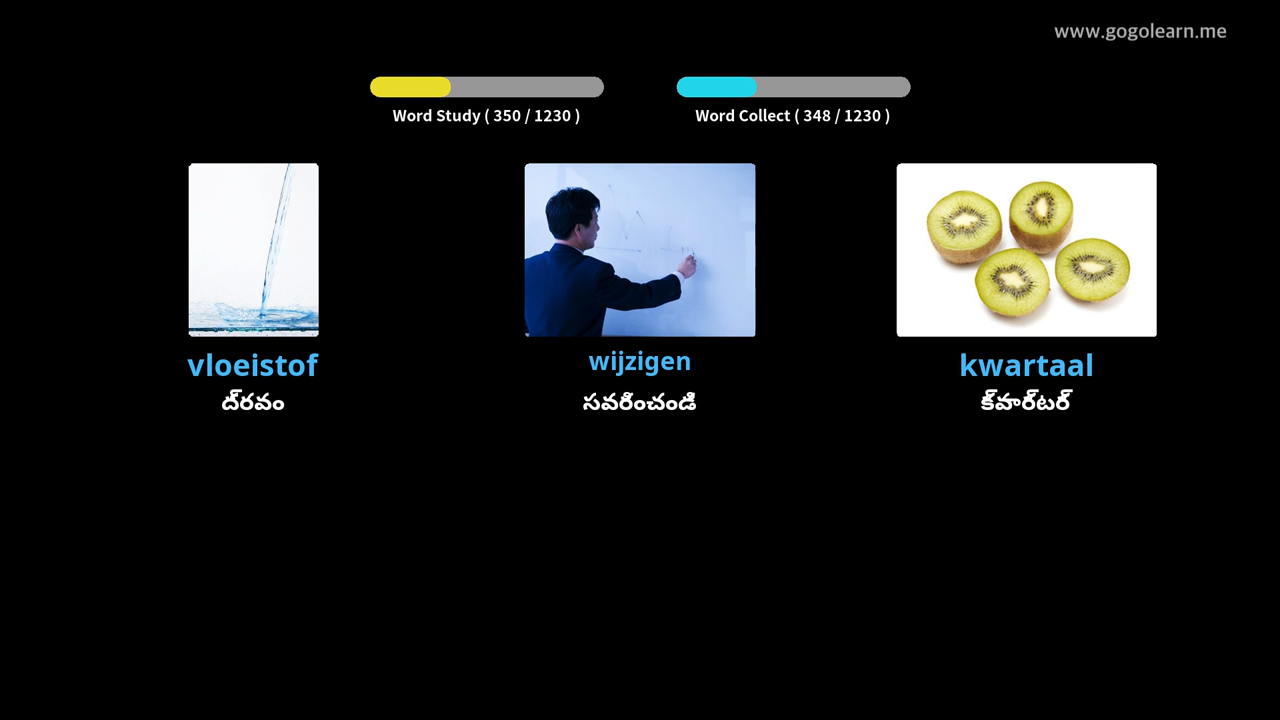 www.gogolearn.me
Word Study ( 350 / 1230 )
Word Collect ( 348 / 1230 )
vloeistof
ద్రవం
wijzigen
సవరించండి
kwartaal
క్వార్టర్